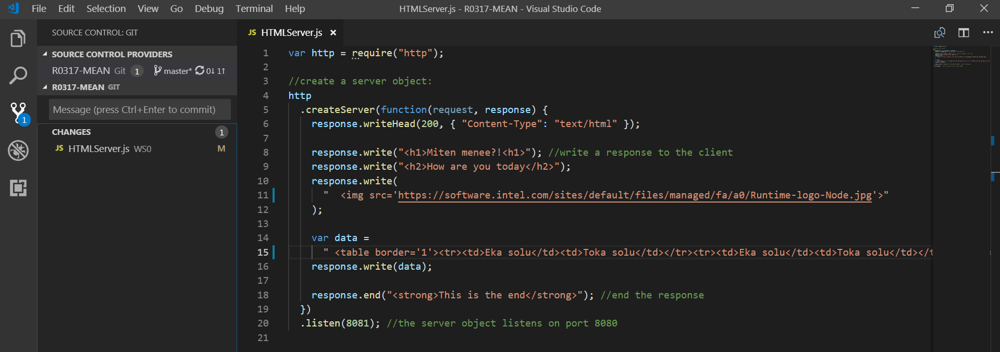 File Edit Selection View Go Debug Terminal Help
HTMLServer.js - R0317-MEAN - Visual Studio Code
SOURCE CONTROL: GIT
SOURCE CONTROL PROVIDERS
R0317-MEAN Git 1 master* 0↓ 1↑
R0317-MEAN GIT
Message (press Ctrl+Enter to commit)
CHANGES 1
JS HTMLServer.js WS0 M
1
JS HTMLServer.js ×
1 var http = require("http");
2
3 //create a server object:
4 http
5 .createServer(function(request, response) {
6 response.writeHead(200, { "Content-Type": "text/html" });
7
8 response.write("<h1>Miten menee?!<h1>"); //write a response to the client
9 response.write("<h2>How are you today</h2>");
10 response.write(
11 "  <img src='https://software.intel.com/sites/default/files/managed/fa/a0/Runtime-logo-Node.jpg'>"
12 );
13
14 var data =
15 " <table border='1'><tr><td>Eka solu</td><td>Toka solu</td></tr><tr><td>Eka solu</td><td>Toka solu</td></t
16 response.write(data);
17
18 response.end("<strong>This is the end</strong>"); //end the response
19 })
20 .listen(8081); //the server object listens on port 8080
21